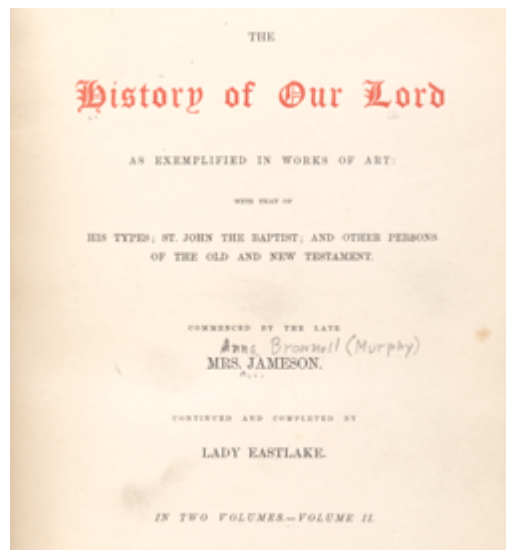 THE
History of Our Lord
AS EXEMPLIFIED IN WORKS OF ART:
WITH THAT OF
HIS TYPES; ST. JOHN THE BAPTIST; AND OTHER PERSONS
OF THE OLD AND NEW TESTAMENT.
COMMENCED BY THE LATE
Anna Brownell (Murphy)
MRS. JAMESON.
CONTINUED AND COMPLETED BY
LADY EASTLAKE.
IN TWO VOLUMES.—VOLUME II.